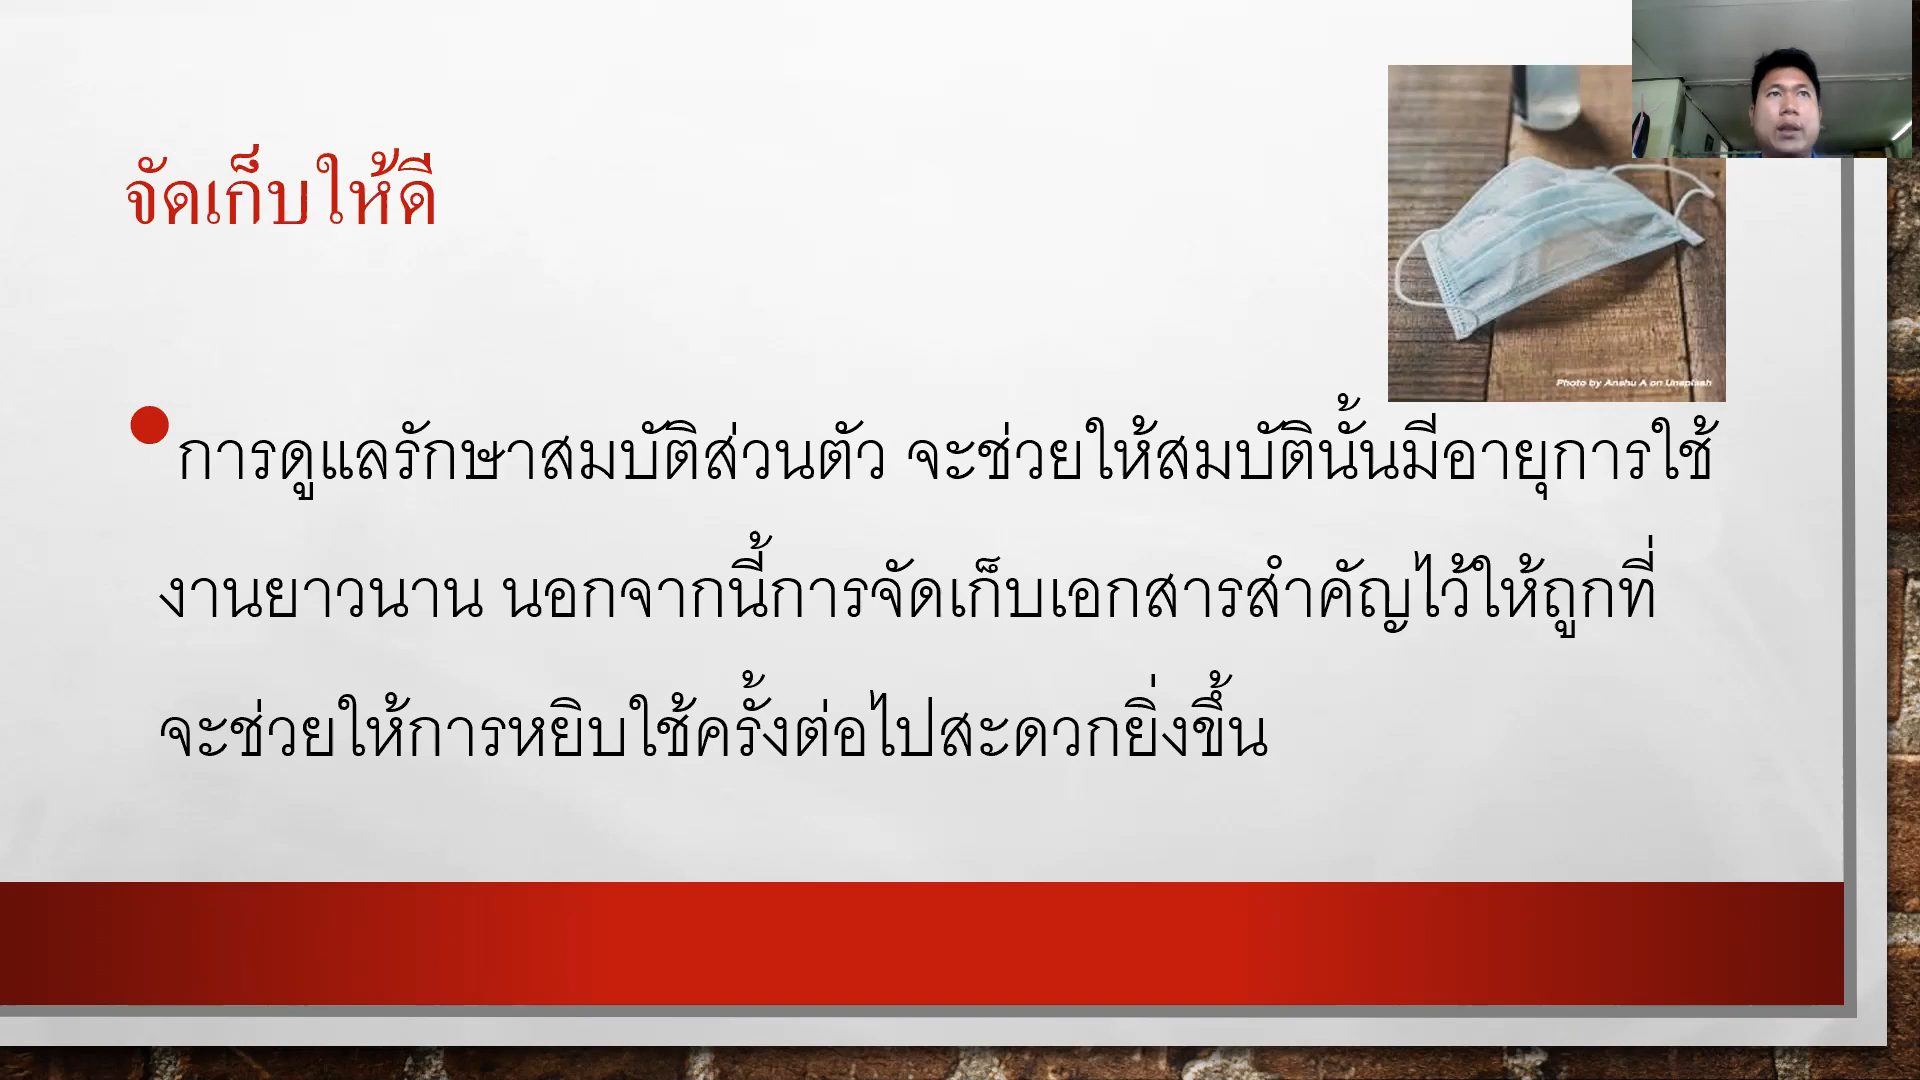 จัดเก็บให้ดี
Photo by Anshu A on Unsplash
การดูแลรักษาสมบัติส่วนตัว จะช่วยให้สมบัตินั้นมีอายุการใช้
งานยาวนาน นอกจากนี้การจัดเก็บเอกสารสำคัญไว้ให้ถูกที่
จะช่วยให้การหยิบใช้ครั้งต่อไปสะดวกยิ่งขึ้น